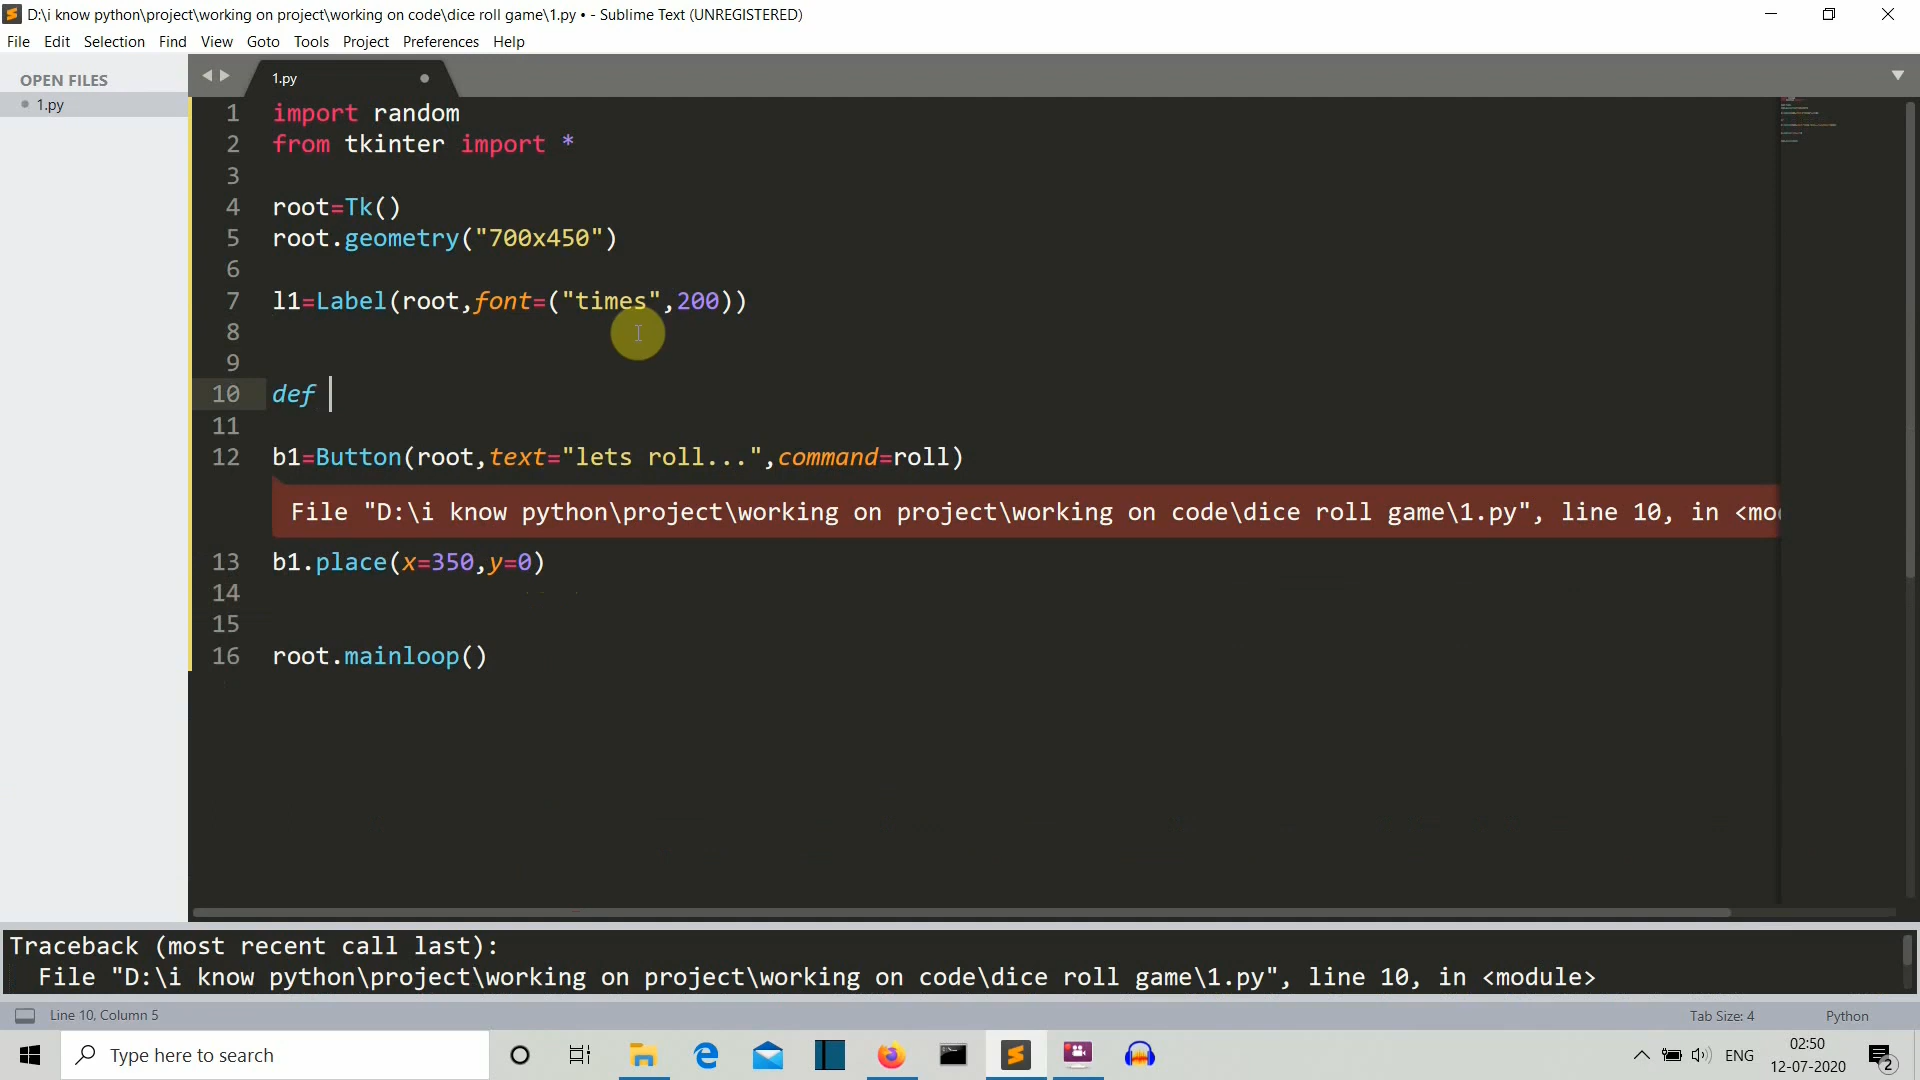 D:\i know python\project\working on project\working on code\dice roll game\1.py • - Sublime Text (UNREGISTERED)
File Edit Selection Find View Goto Tools Project Preferences Help
OPEN FILES
1.py
1.py
1 import random
2 from tkinter import *
3
4 root=Tk()
5 root.geometry("700x450")
6
7 l1=Label(root,font=("times",200))
8
9
10 def
11
12 b1=Button(root,text="lets roll...",command=roll)
File "D:\i know python\project\working on project\working on code\dice roll game\1.py", line 10, in <mod
13 b1.place(x=350,y=0)
14
15
16 root.mainloop()
Traceback (most recent call last):
File "D:\i know python\project\working on project\working on code\dice roll game\1.py", line 10, in <module>
Line 10, Column 5 Tab Size: 4 Python
Type here to search
ENG
02:50
12-07-2020
2